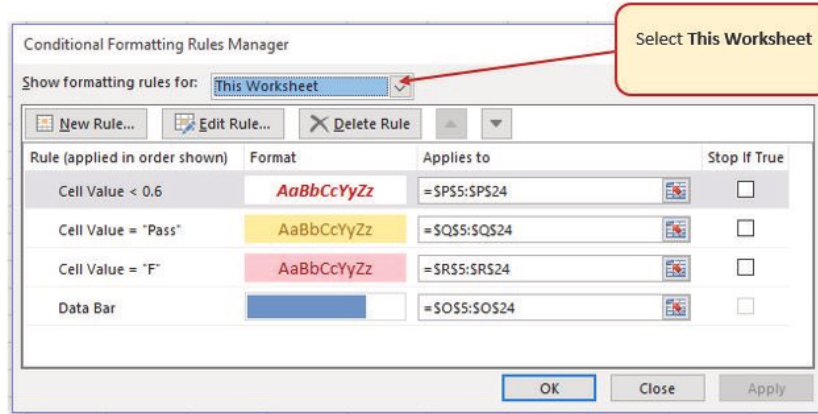 Select This Worksheet
Conditional Formatting Rules Manager
Show formatting rules for: This Worksheet
New Rule... Edit Rule... Delete Rule
Rule (applied in order shown) Format Applies to Stop If True
Cell Value < 0.6 AaBbCcYyZz =$P$5:$P$24
Cell Value = "Pass" AaBbCcYyZz =$Q$5:$Q$24
Cell Value = "F" AaBbCcYyZz =$R$5:$R$24
Data Bar =$O$5:$O$24
OK Close Apply